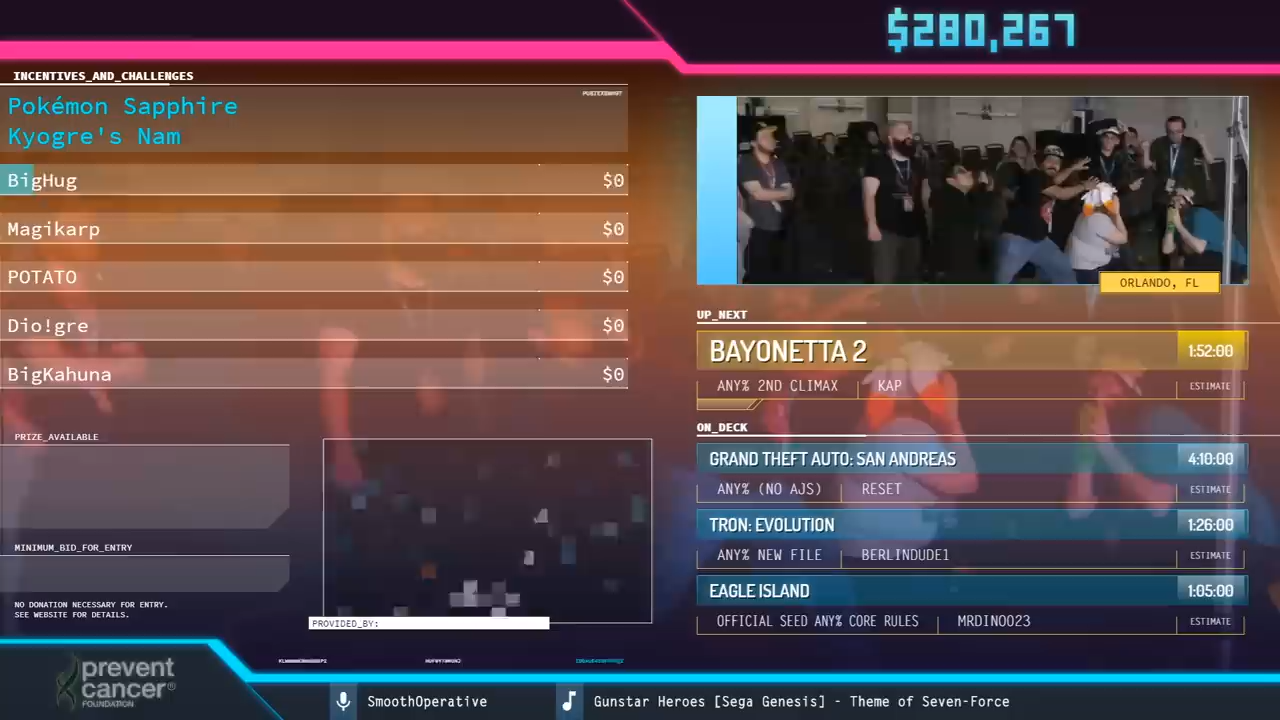 $280,267
INCENTIVES_AND_CHALLENGES
Pokémon Sapphire
Kyogre's Nam
BigHug $0
Magikarp $0
POTATO $0
Dio!gre $0
BigKahuna $0
PRIZE_AVAILABLE
MINIMUM_BID_FOR_ENTRY
NO DONATION NECESSARY FOR ENTRY.
SEE WEBSITE FOR DETAILS.
PROVIDED_BY:
ORLANDO, FL
UP_NEXT
BAYONETTA 2 1:52:00
ANY% 2ND CLIMAX KAP ESTIMATE
ON_DECK
GRAND THEFT AUTO: SAN ANDREAS 4:10:00
ANY% (NO AJS) RESET ESTIMATE
TRON: EVOLUTION 1:26:00
ANY% NEW FILE BERLINDUDE1 ESTIMATE
EAGLE ISLAND 1:05:00
OFFICIAL SEED ANY% CORE RULES MRDINO023 ESTIMATE
prevent
cancer®
FOUNDATION
SmoothOperative
Gunstar Heroes [Sega Genesis] - Theme of Seven-Force